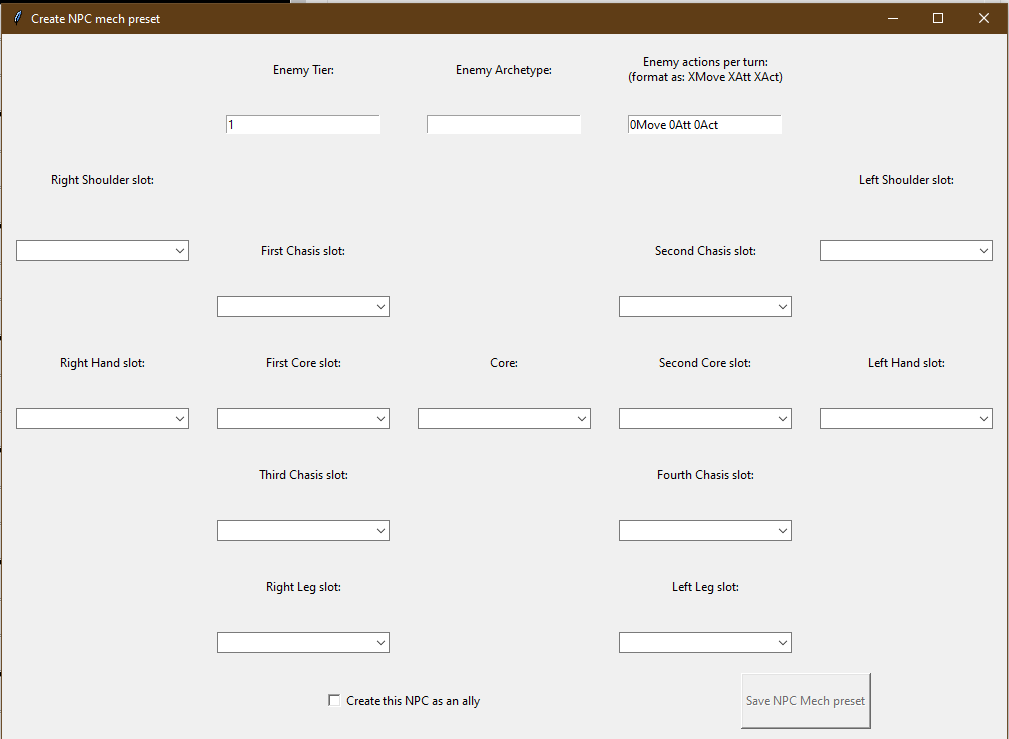 Create NPC mech preset
Enemy Tier:
Enemy Archetype:
Enemy actions per turn:
(format as: XMove XAtt XAct)
1
0Move 0Att 0Act
Right Shoulder slot:
Left Shoulder slot:
First Chasis slot:
Second Chasis slot:
Right Hand slot:
First Core slot:
Core:
Second Core slot:
Left Hand slot:
Third Chasis slot:
Fourth Chasis slot:
Right Leg slot:
Left Leg slot:
Create this NPC as an ally
Save NPC Mech preset